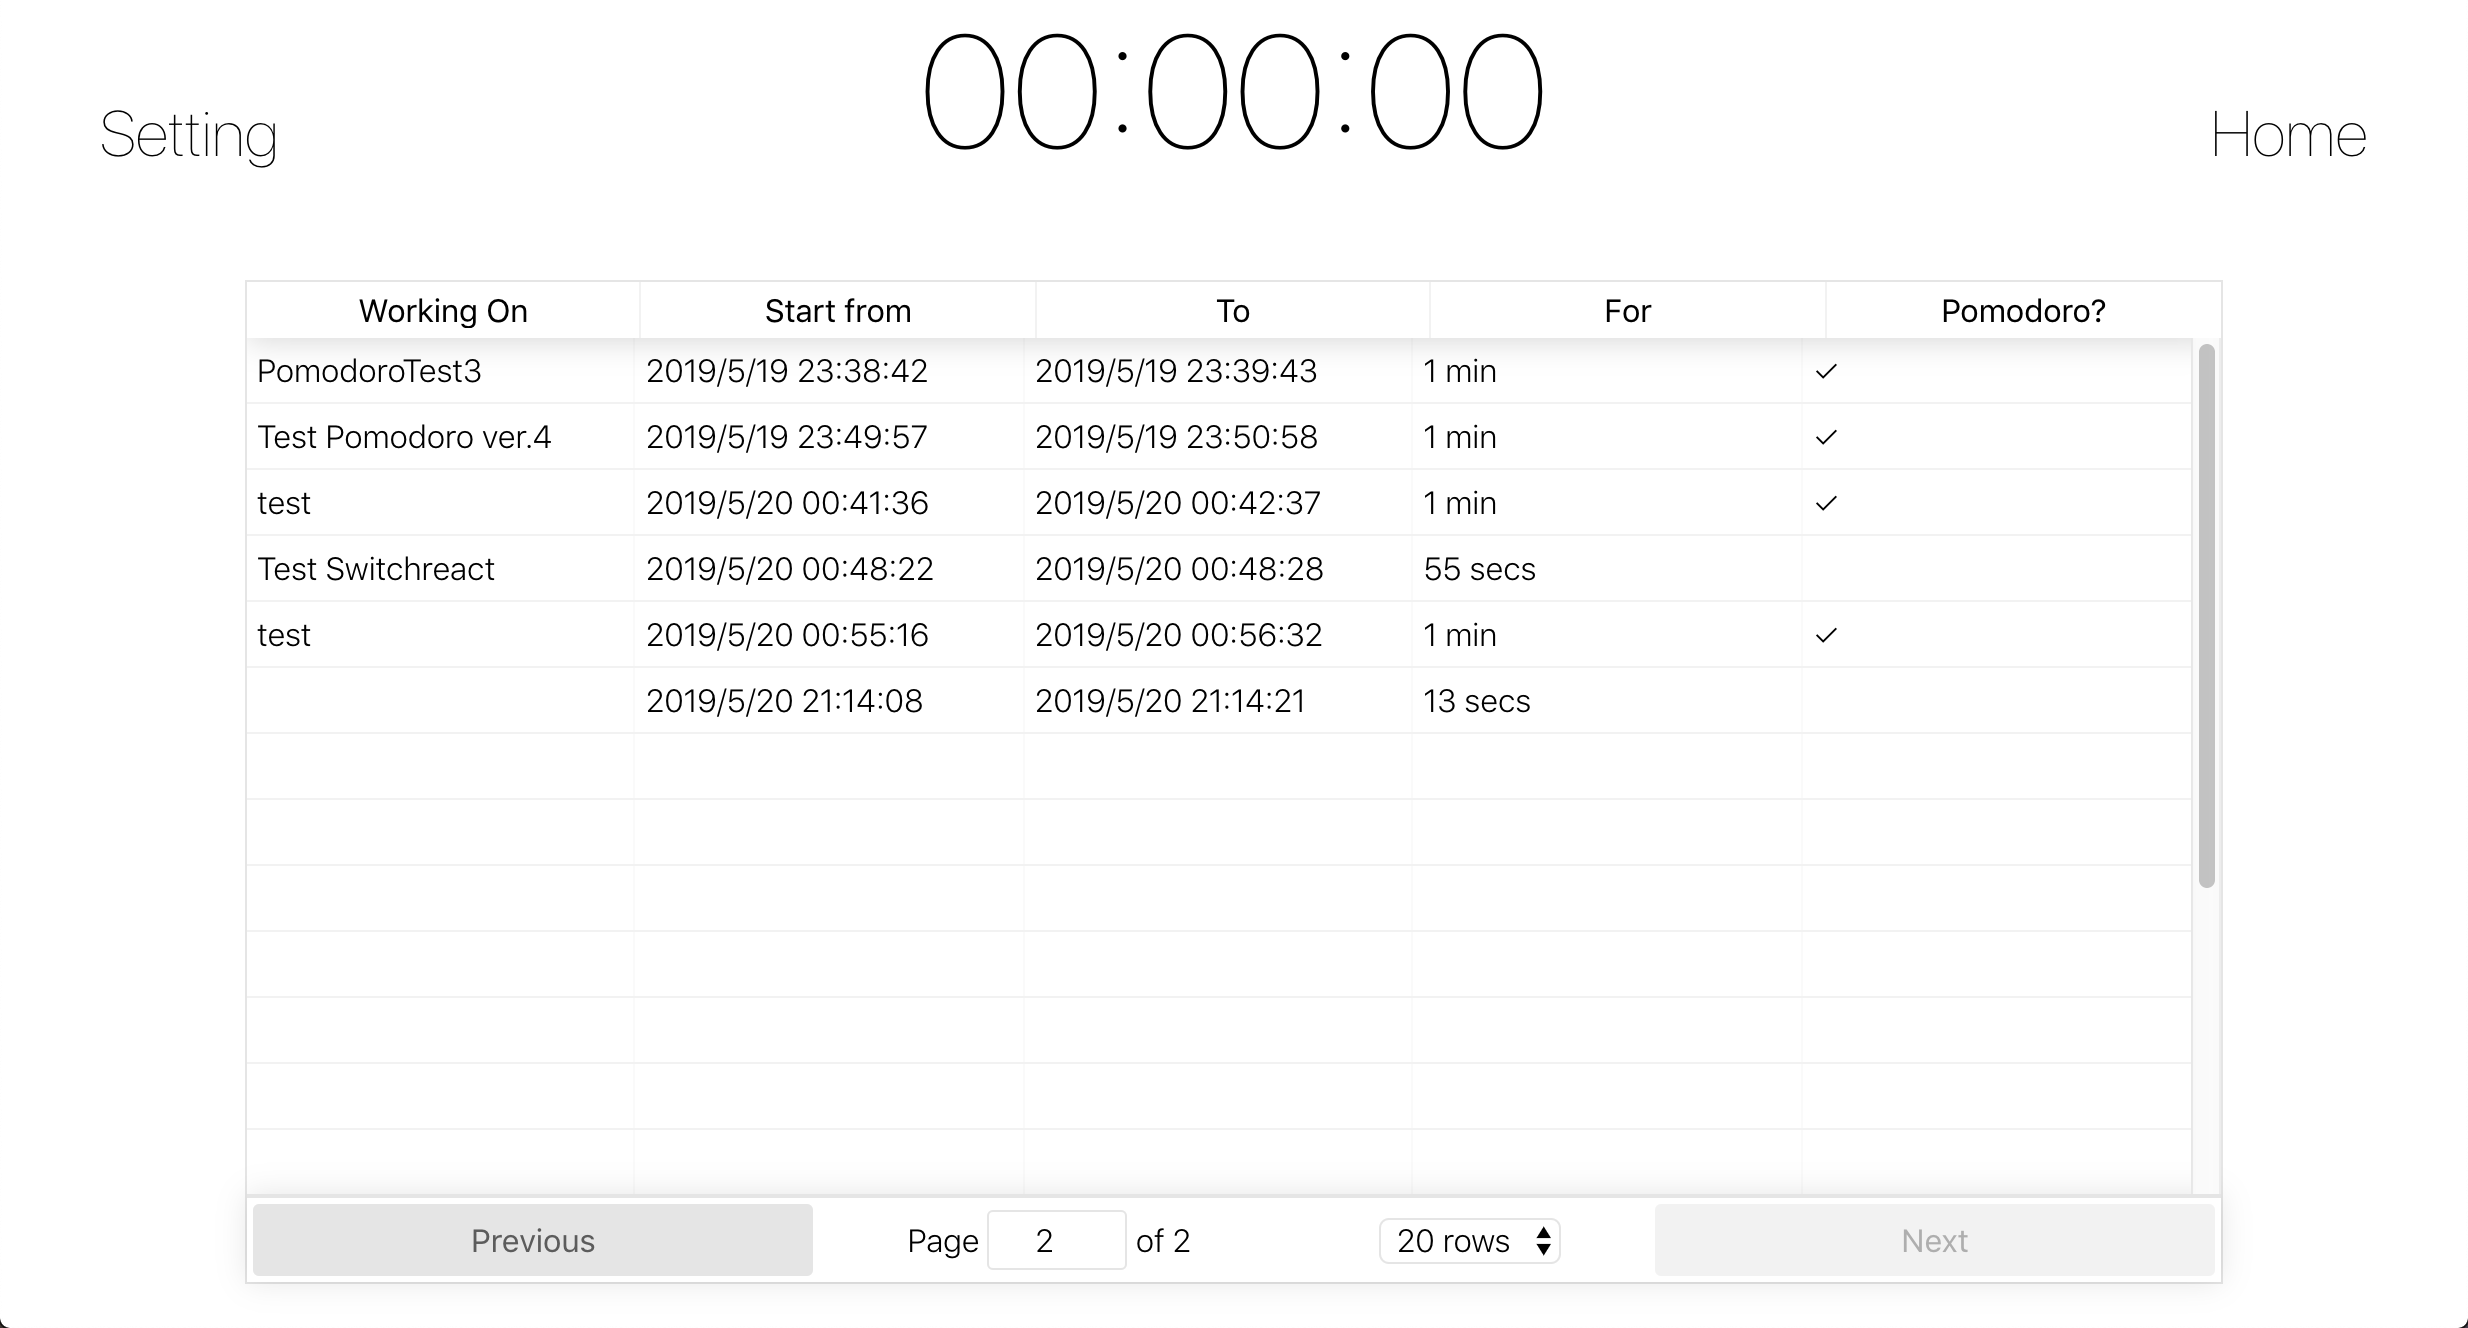 00:00:00
Setting
Home
Working On Start from To For Pomodoro?
PomodoroTest3 2019/5/19 23:38:42 2019/5/19 23:39:43 1 min ✓
Test Pomodoro ver.4 2019/5/19 23:49:57 2019/5/19 23:50:58 1 min ✓
test 2019/5/20 00:41:36 2019/5/20 00:42:37 1 min ✓
Test Switchreact 2019/5/20 00:48:22 2019/5/20 00:48:28 55 secs
test 2019/5/20 00:55:16 2019/5/20 00:56:32 1 min ✓
2019/5/20 21:14:08 2019/5/20 21:14:21 13 secs
Previous Page 2 of 2 20 rows Next